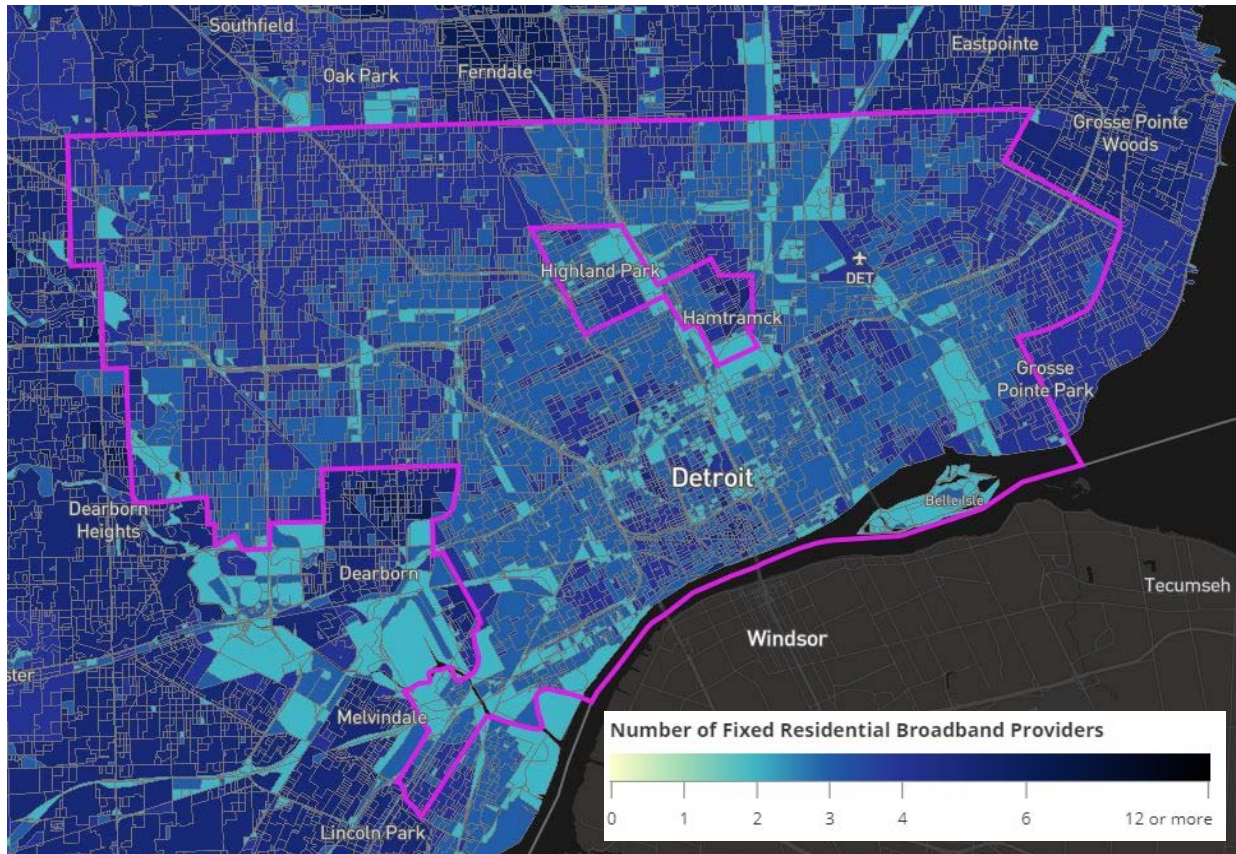 Southfield
Eastpointe
Oak Park
Ferndale
Grosse Pointe
Woods
Highland Park
DET
Hamtramck
Grosse
Pointe Park
Detroit
Belle Isle
Dearborn
Heights
Dearborn
Tecumseh
Windsor
ster
Melvindale
Lincoln Park
Number of Fixed Residential Broadband Providers
0 1 2 3 4 6 12 or more